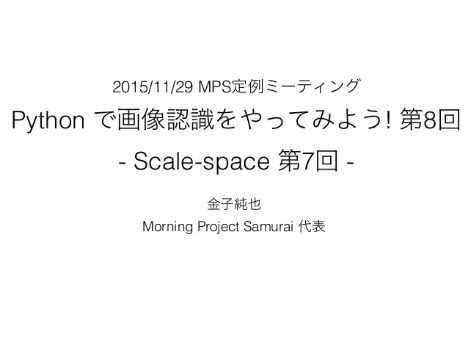 2015/11/29 MPS定例ミーティング
Python で画像認識をやってみよう! 第8回
- Scale-space 第7回 -
金子純也
Morning Project Samurai 代表